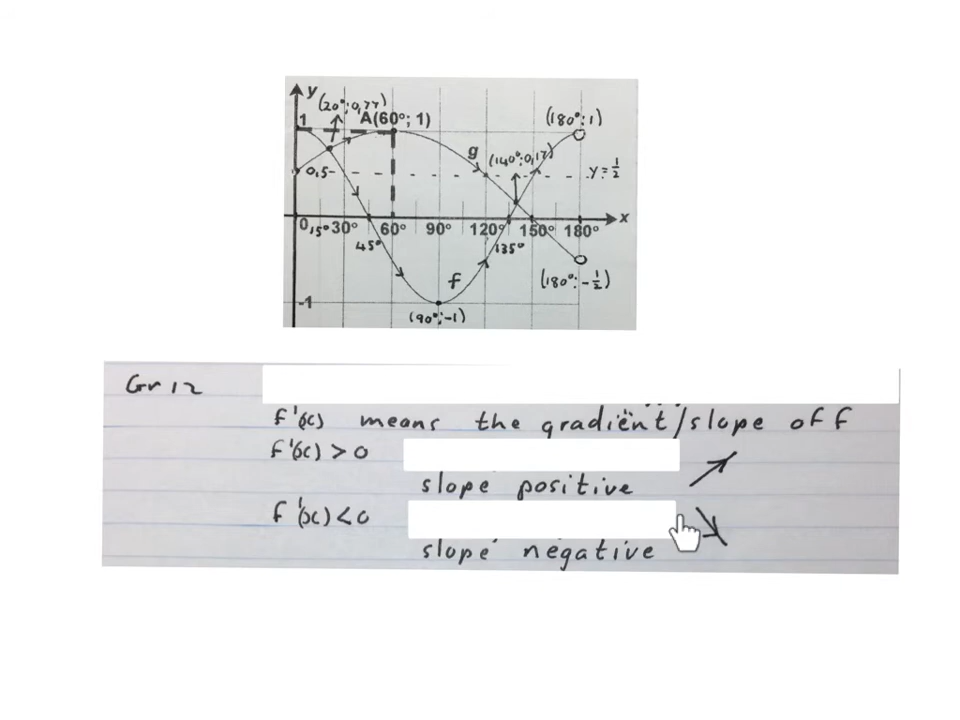 y
(20°;0,77)
A(60°; 1)
(180°;1)
1
g
(140°;0,17)
0,5
y=½
x
0 15° 30° 45° 60° 90° 120° 135° 150° 180°
f
(180°;-½)
-1
(90°;-1)
Gr 12
f'(x) means the gradient/slope of f
f'(x) > 0
slope positive
f'(x) < 0
slope negative